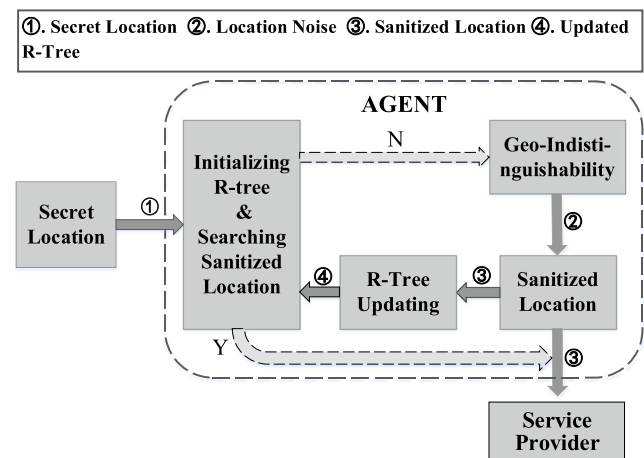 ①. Secret Location ②. Location Noise ③. Sanitized Location ④. Updated
R-Tree
AGENT
N
Initializing
R-tree
&
Searching
Sanitized
Location
Geo-Indisti-
nguishability
Secret
Location
①
②
④
R-Tree
Updating
③
Sanitized
Location
Y
③
Service
Provider